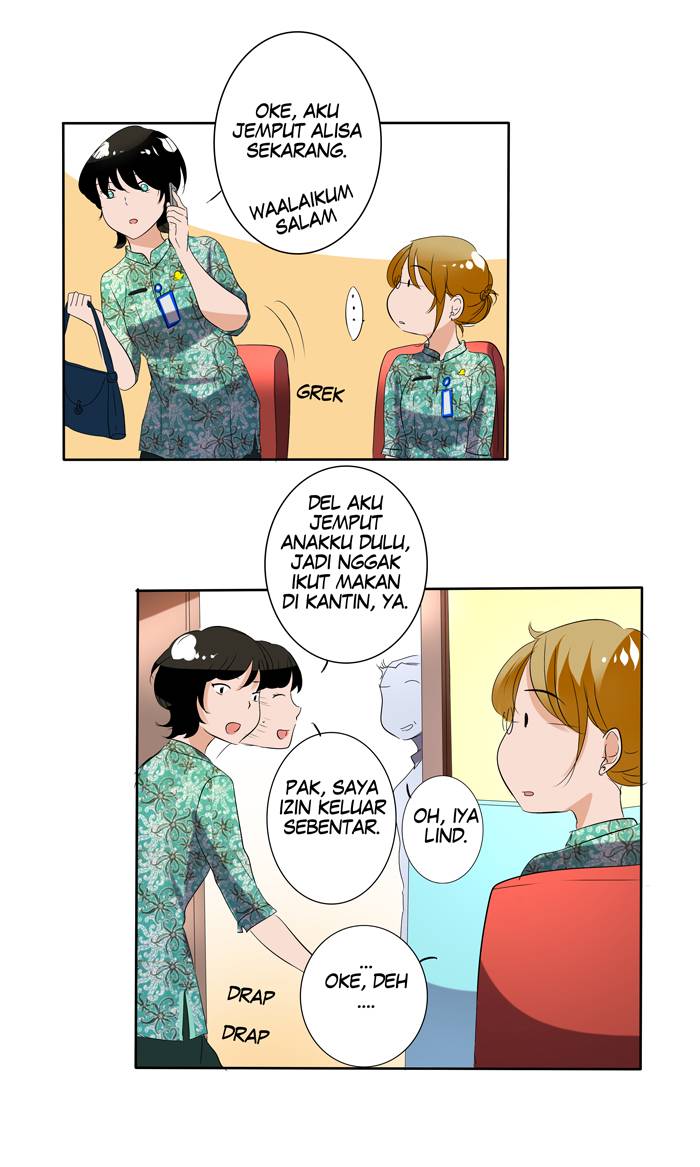 OKE, AKU
JEMPUT ALISA
SEKARANG.
WAALAIKUM
SALAM
...
GREK
DEL AKU
JEMPUT
ANAKKU DULU,
JADI NGGAK
IKUT MAKAN
DI KANTIN, YA.
PAK, SAYA
IZIN KELUAR
SEBENTAR.
OH, IYA
LIND.
...
OKE, DEH
....
DRAP
DRAP